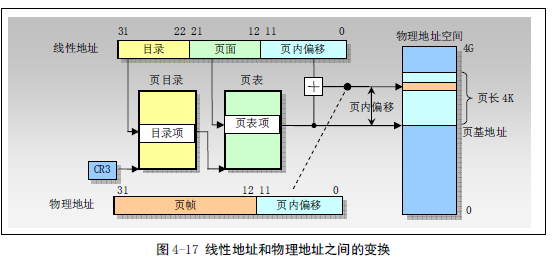 31 22 21 12 11 0 物理地址空间
线性地址 目录 页面 页内偏移 4G
页目录 页表
+
页长 4K
页内偏移
目录项 页表项
页基地址
CR3
31 12 11 0
物理地址 页帧 页内偏移 0
图 4-17 线性地址和物理地址之间的变换